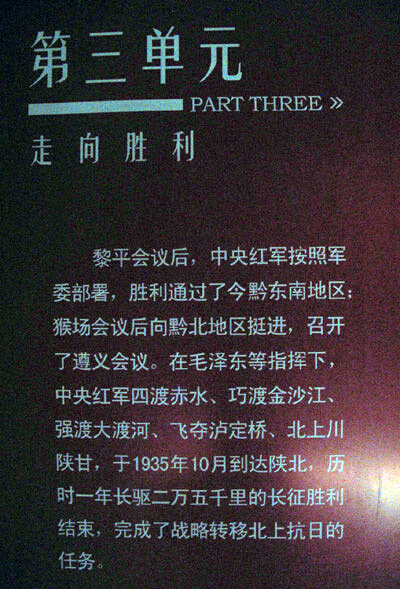 第三单元
PART THREE »
走向胜利
黎平会议后，中央红军按照军
委部署，胜利通过了今黔东南地区；
猴场会议后向黔北地区挺进，召开
了遵义会议。在毛泽东等指挥下，
中央红军四渡赤水、巧渡金沙江、
强渡大渡河、飞夺泸定桥、北上川
陕甘，于1935年10月到达陕北，历
时一年长驱二万五千里的长征胜利
结束，完成了战略转移北上抗日的
任务。